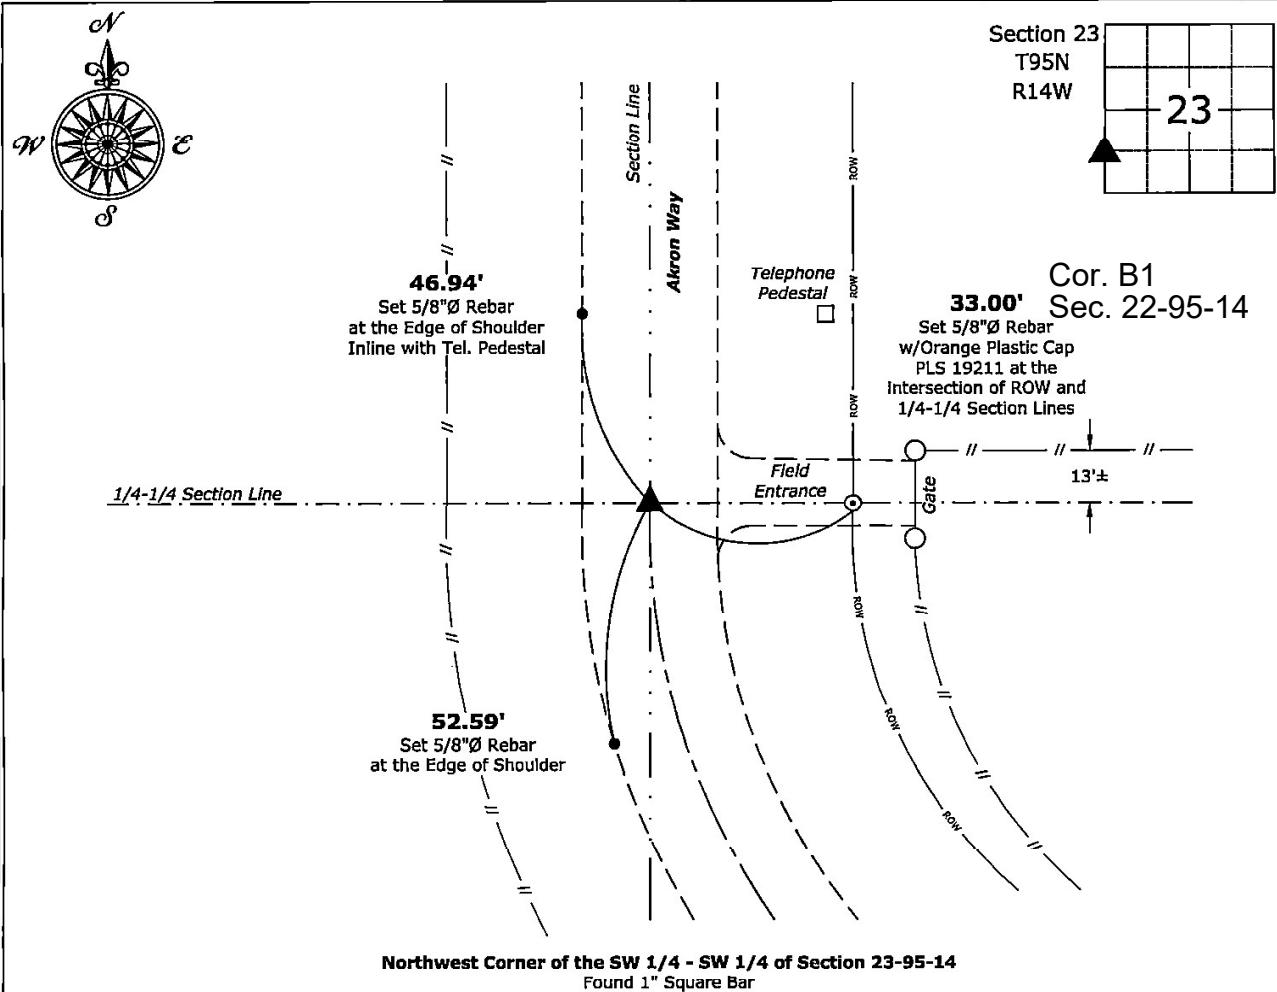 N
W
E
S
Section 23
T95N
R14W
23
Section Line
Akron Way
ROW
ROW
ROW
Telephone
Pedestal
Cor. B1
Sec. 22-95-14
46.94'
Set 5/8"Ø Rebar
at the Edge of Shoulder
Inline with Tel. Pedestal
33.00'
Set 5/8"Ø Rebar
w/Orange Plastic Cap
PLS 19211 at the
Intersection of ROW and
1/4-1/4 Section Lines
13'±
1/4-1/4 Section Line
Field
Entrance
Gate
ROW
ROW
ROW
52.59'
Set 5/8"Ø Rebar
at the Edge of Shoulder
Northwest Corner of the SW 1/4 - SW 1/4 of Section 23-95-14
Found 1" Square Bar